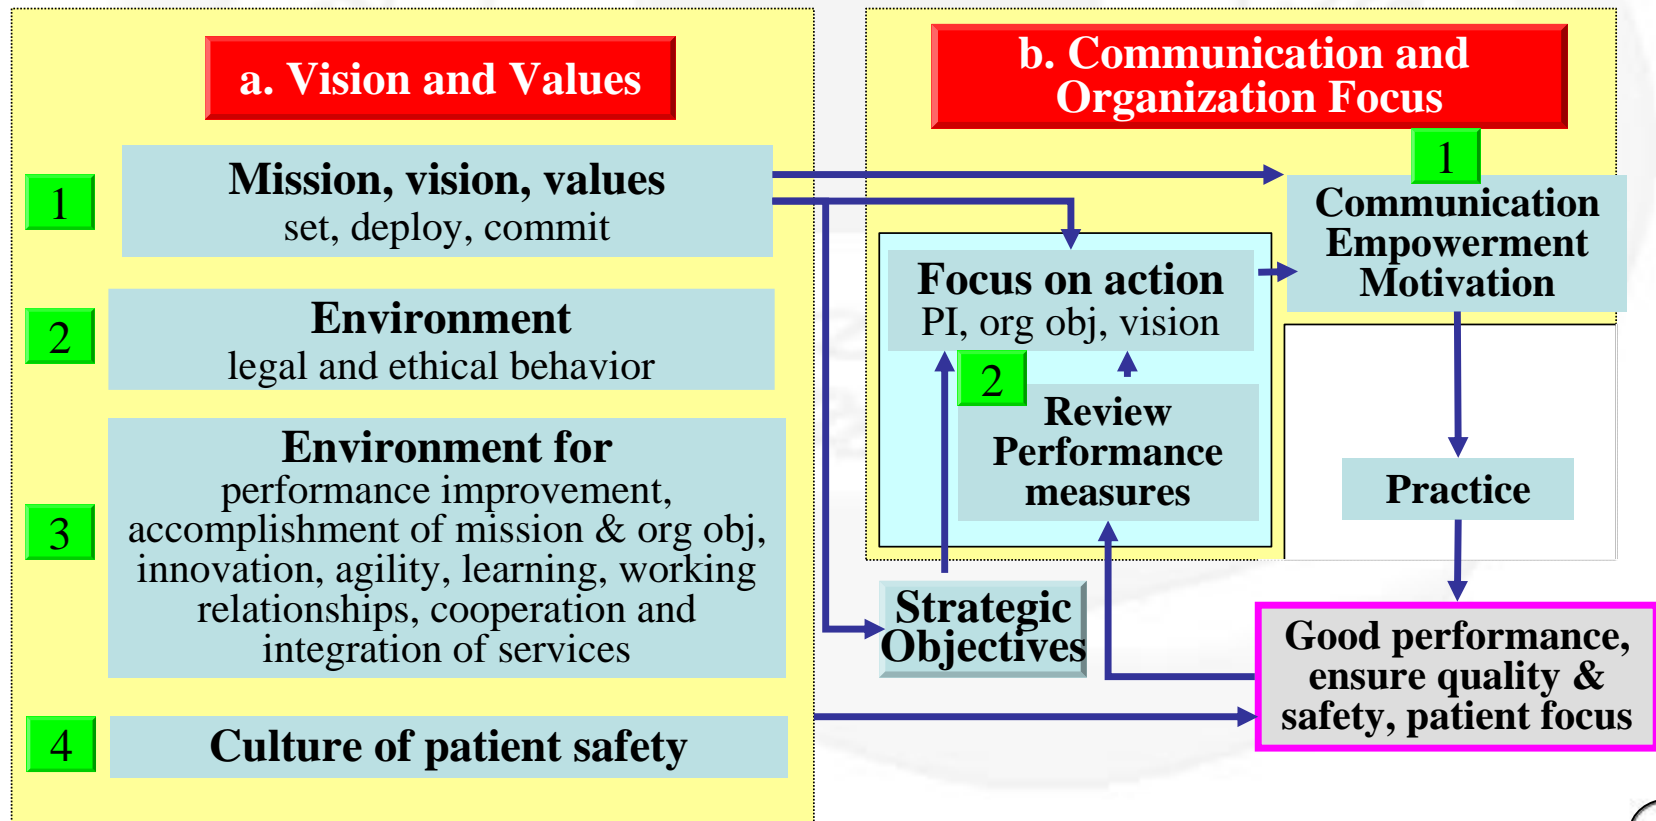 a. Vision and Values
1
Mission, vision, values
set, deploy, commit
2
Environment
legal and ethical behavior
3
Environment for
performance improvement,
accomplishment of mission & org obj,
innovation, agility, learning, working
relationships, cooperation and
integration of services
4
Culture of patient safety
b. Communication and
Organization Focus
1
Communication
Empowerment
Motivation
Focus on action
PI, org obj, vision
2
Review
Performance
measures
Practice
Strategic
Objectives
Good performance,
ensure quality &
safety, patient focus